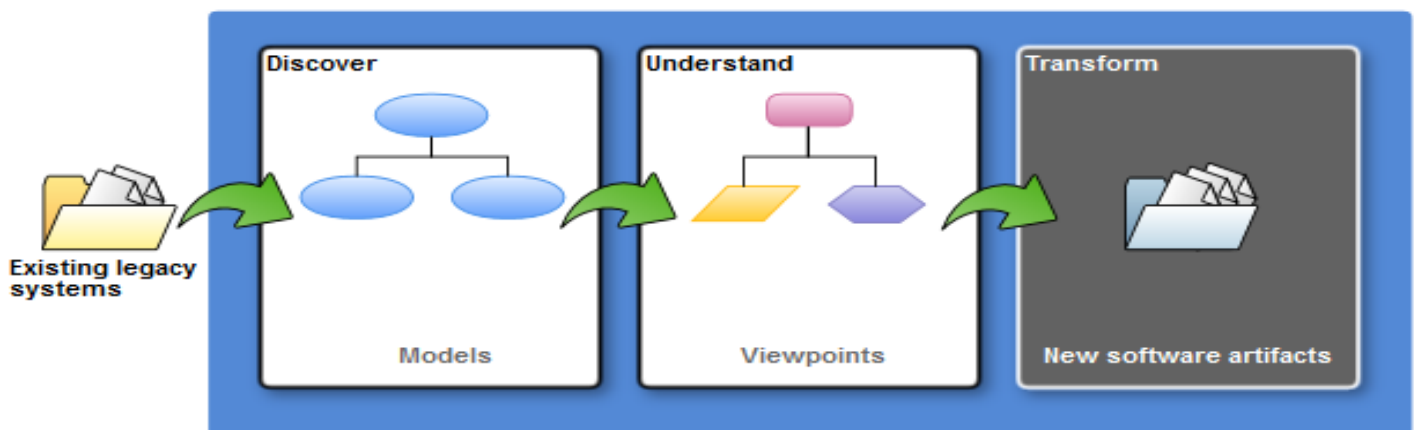 Discover
Understand
Transform
Existing legacy
systems
Models
Viewpoints
New software artifacts